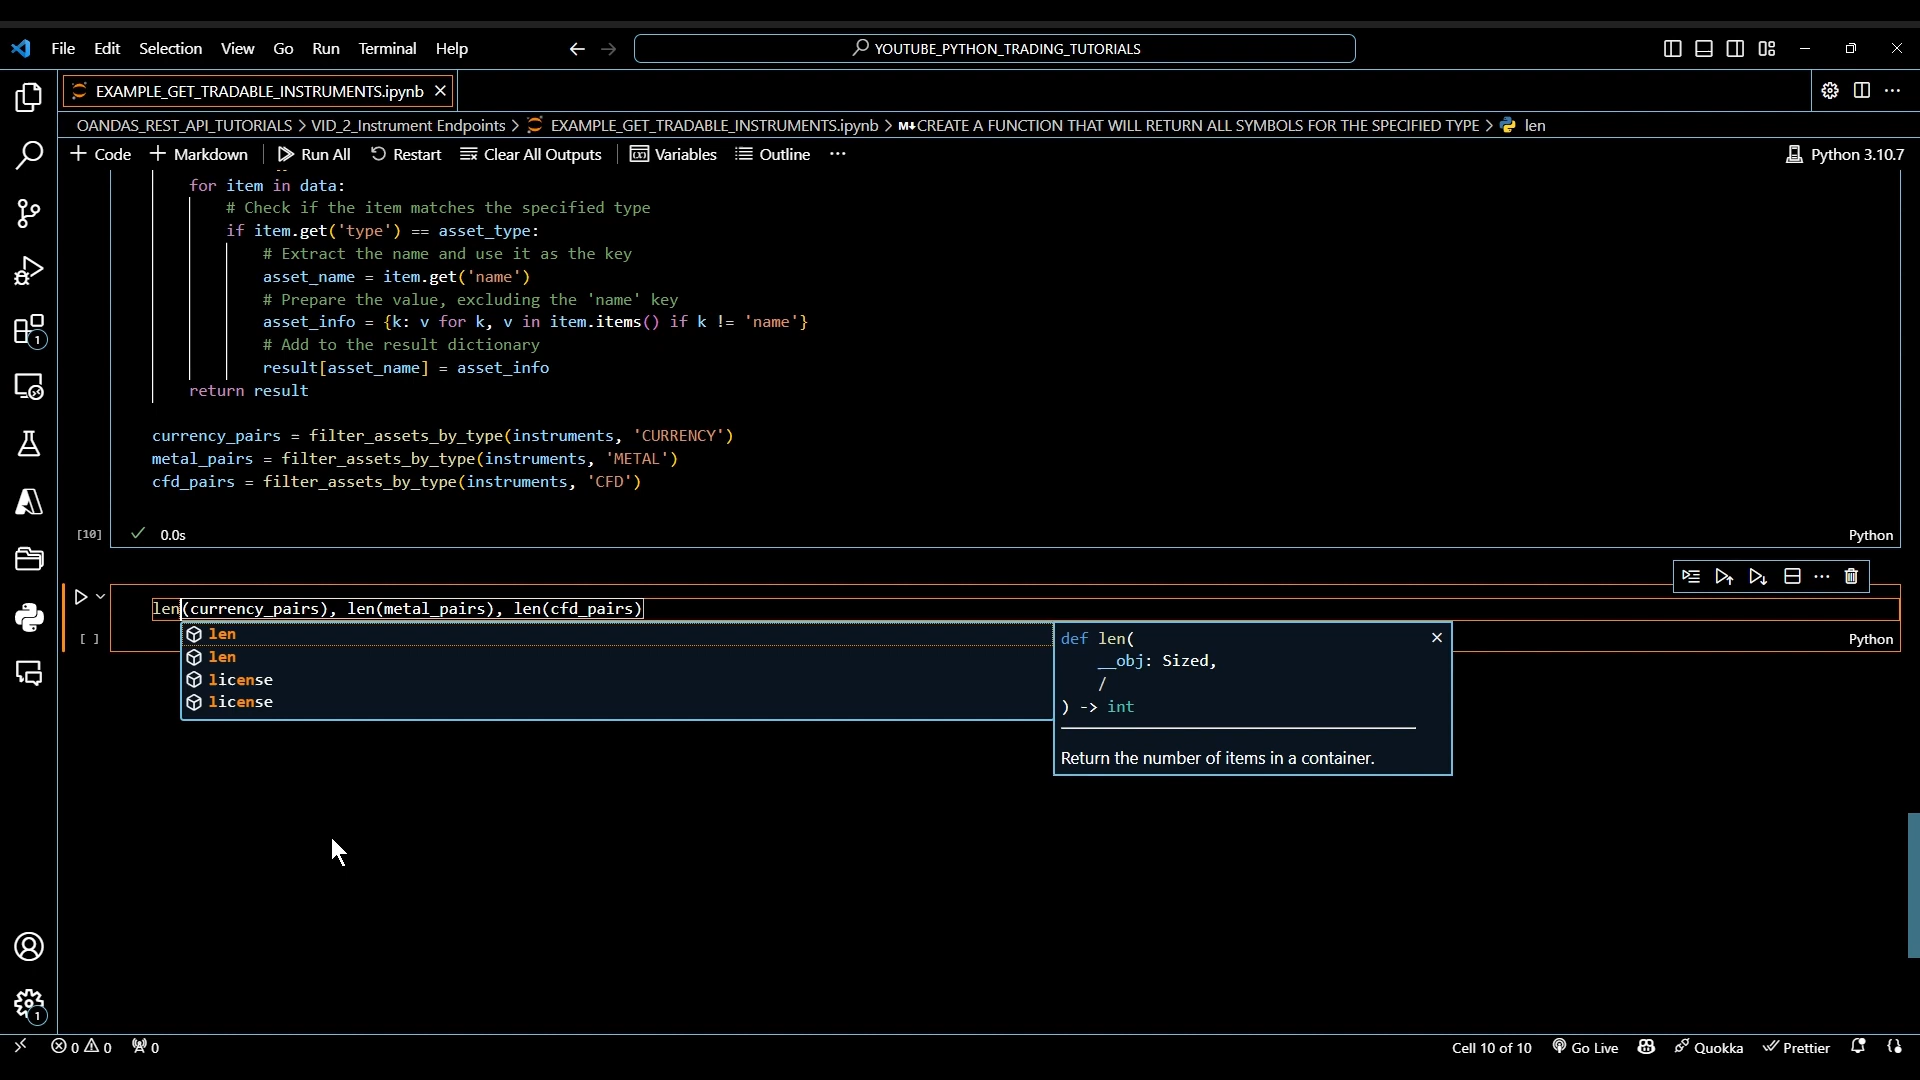 File Edit Selection View Go Run Terminal Help YOUTUBE_PYTHON_TRADING_TUTORIALS
EXAMPLE_GET_TRADABLE_INSTRUMENTS.ipynb
OANDAS_REST_API_TUTORIALS > VID_2_Instrument Endpoints > EXAMPLE_GET_TRADABLE_INSTRUMENTS.ipynb > M↓CREATE A FUNCTION THAT WILL RETURN ALL SYMBOLS FOR THE SPECIFIED TYPE > len
+ Code + Markdown Run All Restart Clear All Outputs Variables Outline ... Python 3.10.7
for item in data:
# Check if the item matches the specified type
if item.get('type') == asset_type:
# Extract the name and use it as the key
asset_name = item.get('name')
# Prepare the value, excluding the 'name' key
asset_info = {k: v for k, v in item.items() if k != 'name'}
# Add to the result dictionary
result[asset_name] = asset_info
return result
currency_pairs = filter_assets_by_type(instruments, 'CURRENCY')
metal_pairs = filter_assets_by_type(instruments, 'METAL')
cfd_pairs = filter_assets_by_type(instruments, 'CFD')
[10] 0.0s Python
len(currency_pairs), len(metal_pairs), len(cfd_pairs)
[ ] Python
len
len
license
license
def len(
__obj: Sized,
/
) -> int
Return the number of items in a container.
1
1
0 0 0 Cell 10 of 10 Go Live Quokka Prettier